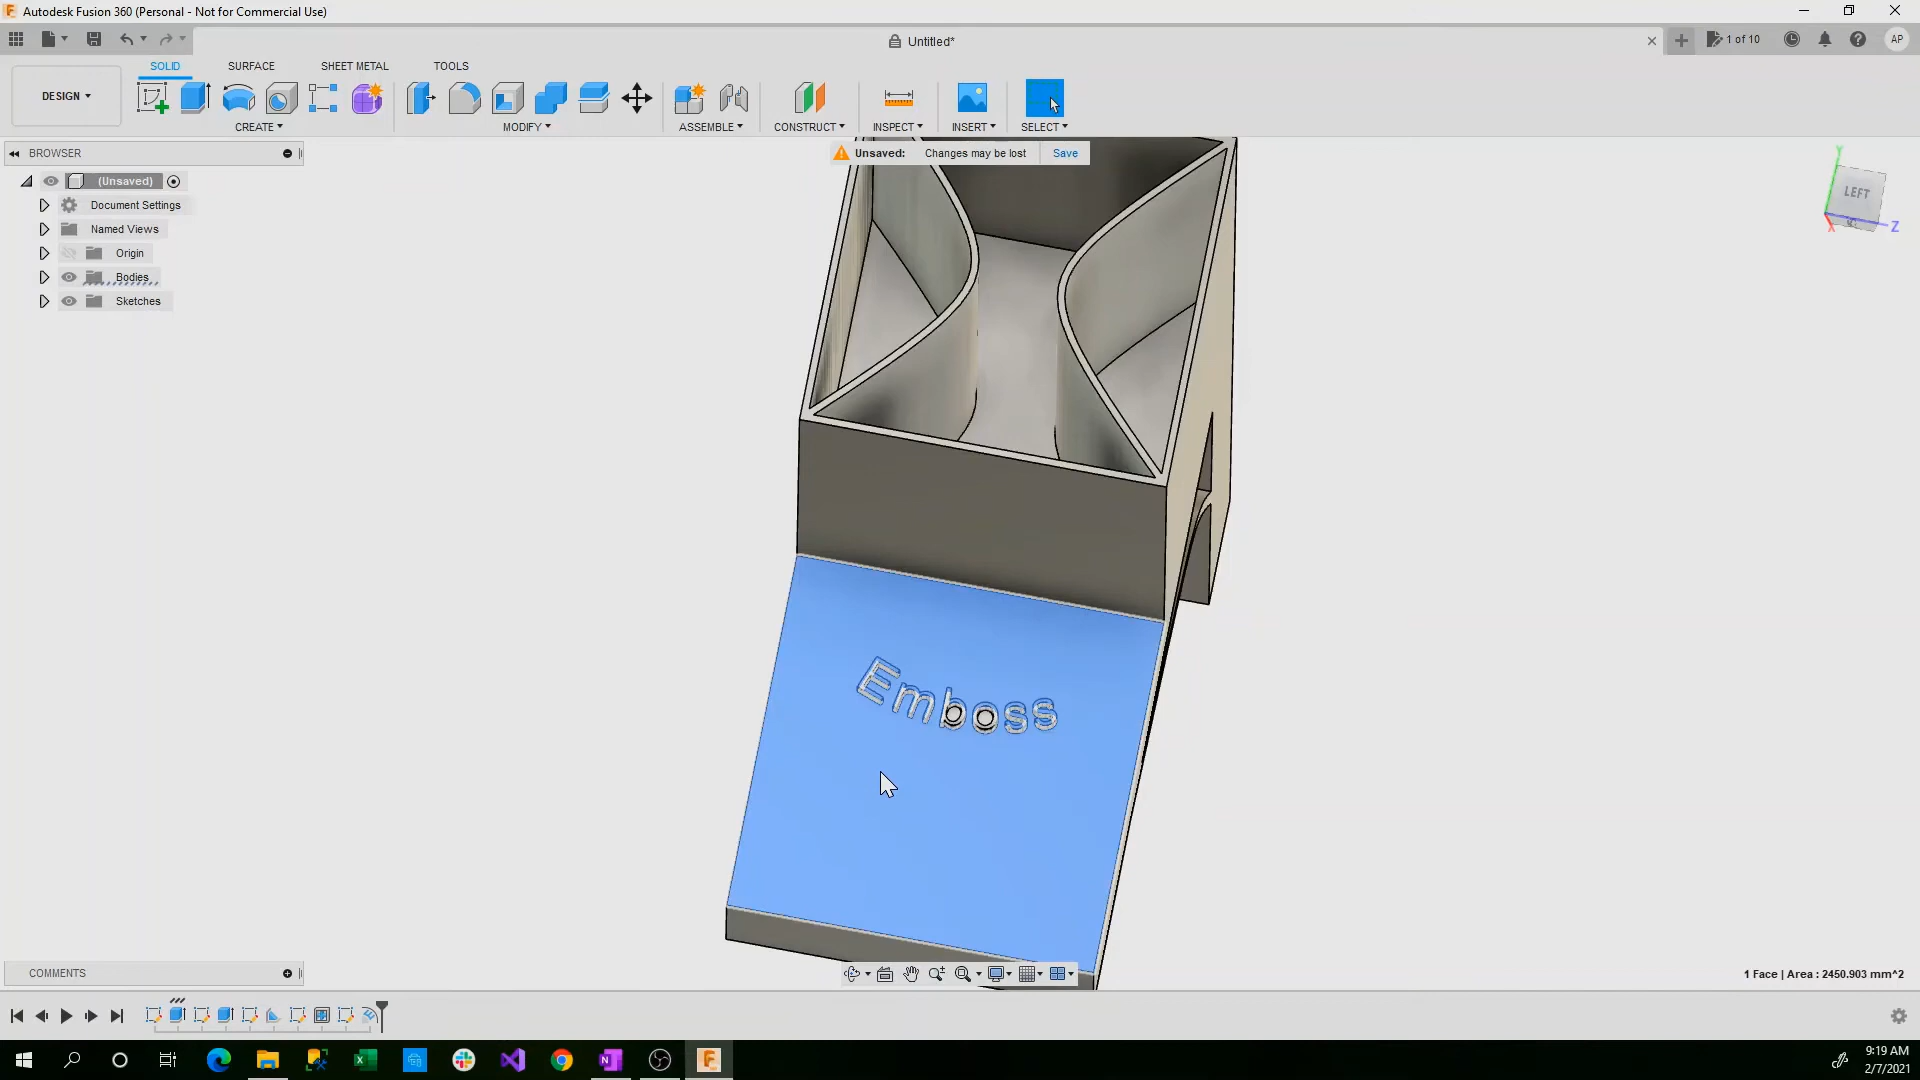 Autodesk Fusion 360 (Personal - Not for Commercial Use)
Untitled*
1 of 10
AP
DESIGN
SOLID
SURFACE
SHEET METAL
TOOLS
CREATE
MODIFY
ASSEMBLE
CONSTRUCT
INSPECT
INSERT
SELECT
BROWSER
Unsaved: Changes may be lost Save
(Unsaved)
Document Settings
Named Views
Origin
Bodies
Sketches
Y
LEFT
X
Z
Emboss
COMMENTS
1 Face | Area : 2450.903 mm^2
9:19 AM
2/7/2021